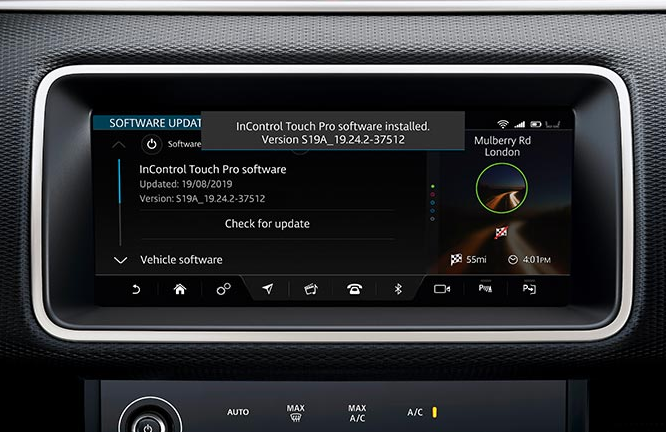 SOFTWARE UPDAT
InControl Touch Pro software installed.
Version S19A_19.24.2-37512
Software
InControl Touch Pro software
Updated: 19/08/2019
Version: S19A_19.24.2-37512
Check for update
Vehicle software
Mulberry Rd
London
55mi
4:01PM
AUTO
MAX
MAX
A/C
A/C